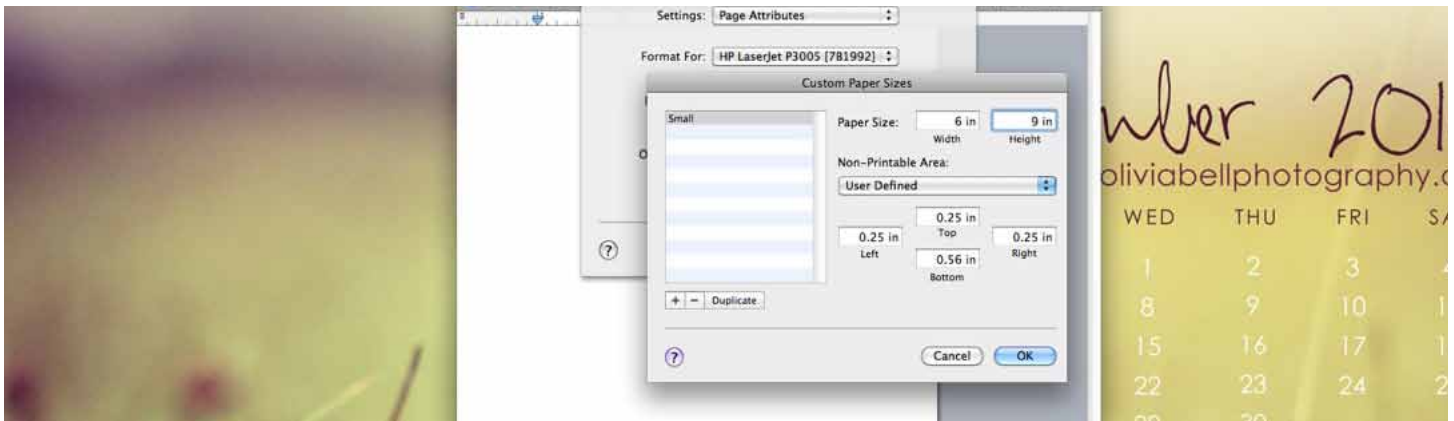 Settings: Page Attributes
Format For: HP LaserJet P3005 [7B1992]
Custom Paper Sizes
Small
Paper Size: 6 in 9 in
Width Height
Non-Printable Area:
User Defined
0.25 in
Top
0.25 in 0.25 in
Left Right
0.56 in
Bottom
+ - Duplicate
? ?
Cancel OK
mber 201
oliviabellphotography.c
WED THU FRI SA
1 2 3 4
8 9 10 1
15 16 17 1
22 23 24 2
29 30